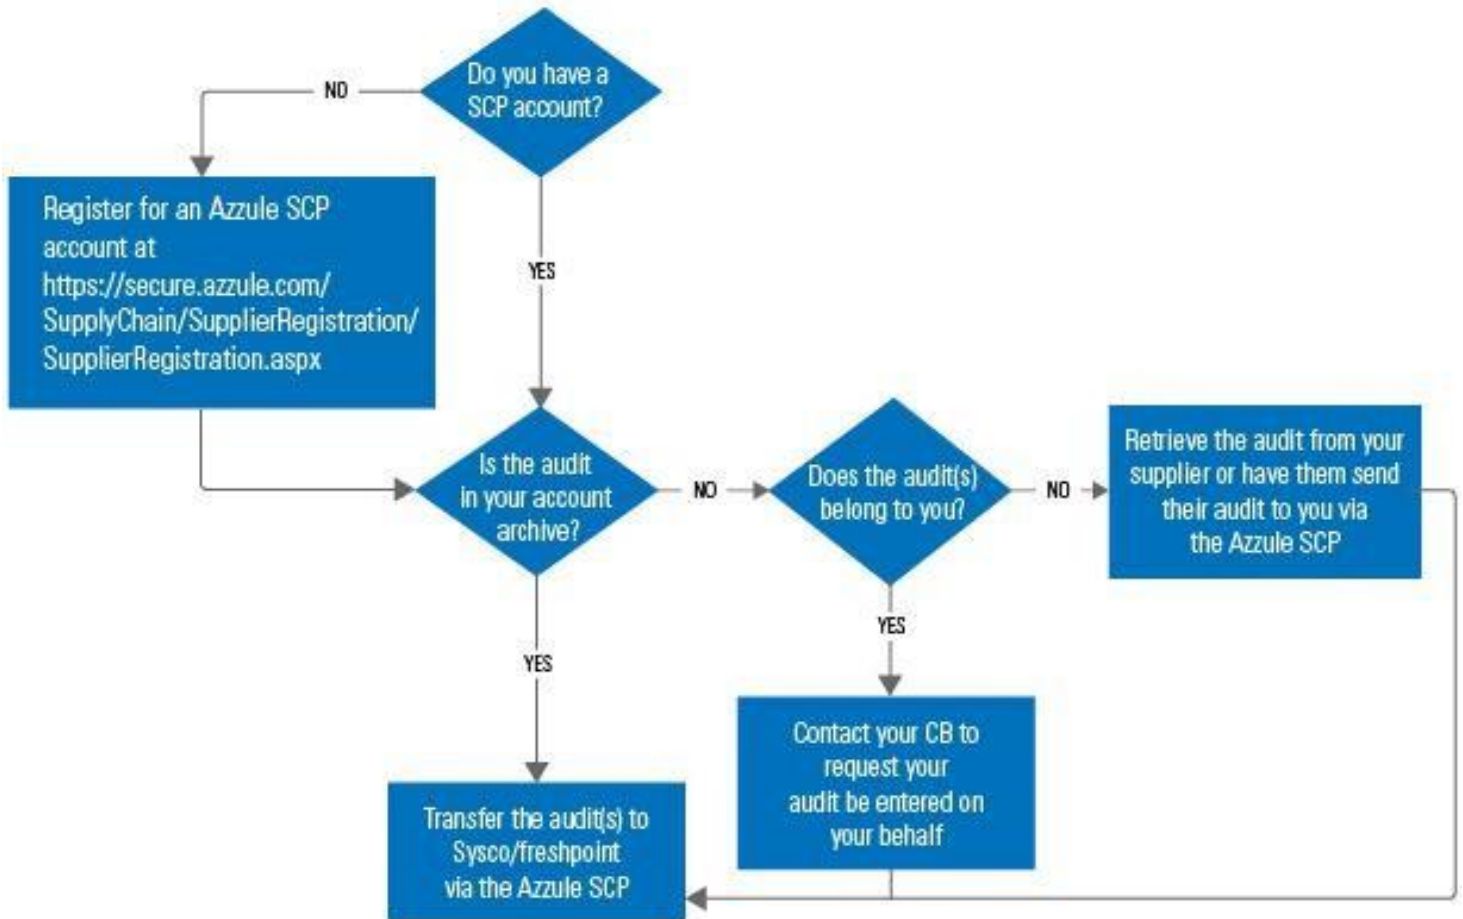 Do you have a
SCP account?
NO
Register for an Azzule SCP
account at
https://secure.azzule.com/
SupplyChain/SupplierRegistration/
SupplierRegistration.aspx
YES
Is the audit
in your account
archive?
NO
Does the audit(s)
belong to you?
NO
Retrieve the audit from your
supplier or have them send
their audit to you via
the Azzule SCP
YES
YES
Contact your CB to
request your
audit be entered on
your behalf
Transfer the audit(s) to
Sysco/freshpoint
via the Azzule SCP